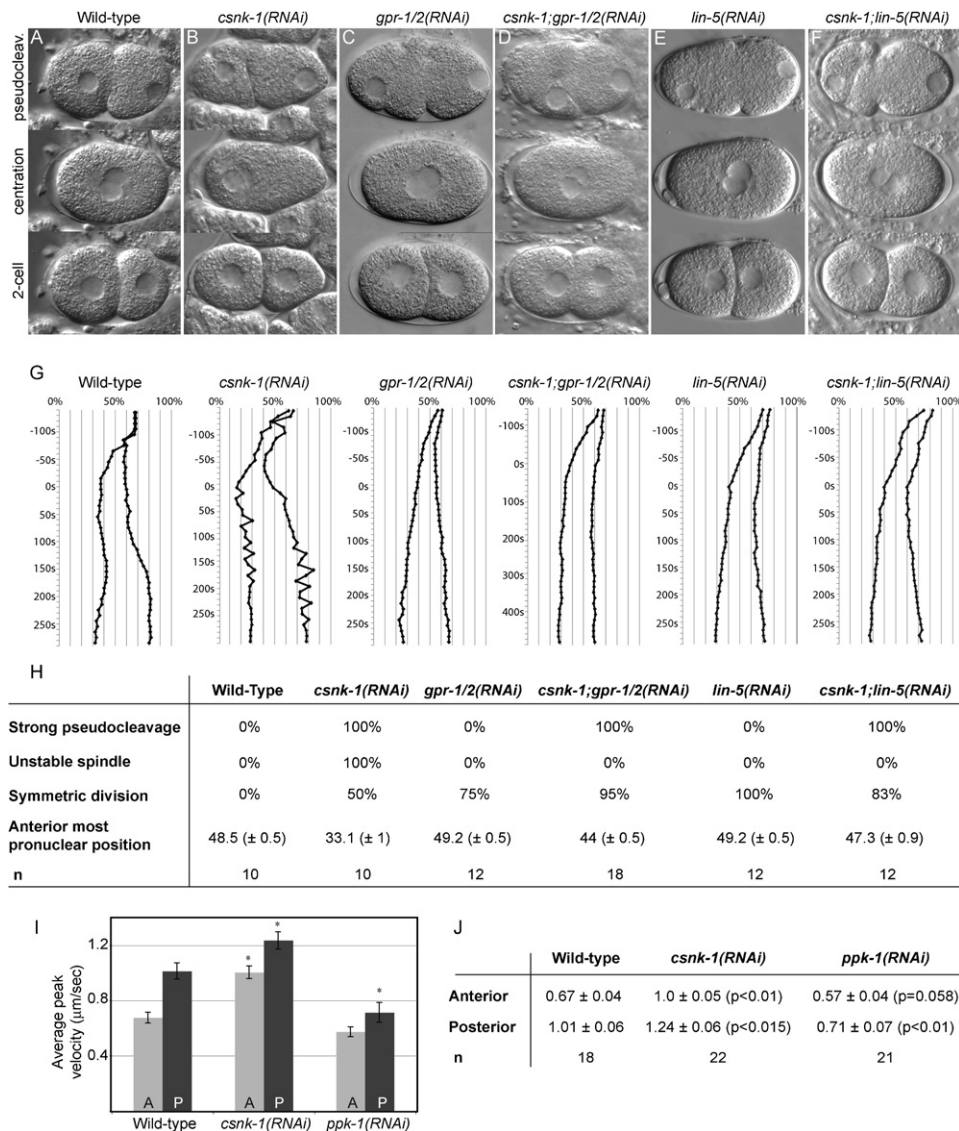 Wild-type csnk-1(RNAi) gpr-1/2(RNAi) csnk-1;gpr-1/2(RNAi) lin-5(RNAi) csnk-1;lin-5(RNAi)
A B C D E F
pseudocleav.
centration
2-cell
G
Wild-type csnk-1(RNAi) gpr-1/2(RNAi) csnk-1;gpr-1/2(RNAi) lin-5(RNAi) csnk-1;lin-5(RNAi)
0% 50% 100% 0% 50% 100% 0% 50% 100% 0% 50% 100% 0% 50% 100% 0% 50% 100%
-100s -100s -100s -100s -100s -100s
-50s -50s -50s 0s -50s -50s
0s 0s 0s 100s 0s 0s
50s 50s 50s 200s 50s 50s
100s 100s 100s 300s 100s 100s
150s 150s 150s 400s 150s 150s
200s 200s 200s 200s 200s
250s 250s 250s 250s 250s
H
Wild-Type csnk-1(RNAi) gpr-1/2(RNAi) csnk-1;gpr-1/2(RNAi) lin-5(RNAi) csnk-1;lin-5(RNAi)
Strong pseudocleavage 0% 100% 0% 100% 0% 100%
Unstable spindle 0% 100% 0% 0% 0% 0%
Symmetric division 0% 50% 75% 95% 100% 83%
Anterior most
pronuclear position 48.5 (± 0.5) 33.1 (± 1) 49.2 (± 0.5) 44 (± 0.5) 49.2 (± 0.5) 47.3 (± 0.9)
n 10 10 12 18 12 12
I
Average peak
velocity (µm/sec)
1.2
0.8
0.4
* * *
A P A P A P
Wild-type csnk-1(RNAi) ppk-1(RNAi)
J
Wild-type csnk-1(RNAi) ppk-1(RNAi)
Anterior 0.67 ± 0.04 1.0 ± 0.05 (p<0.01) 0.57 ± 0.04 (p=0.058)
Posterior 1.01 ± 0.06 1.24 ± 0.06 (p<0.015) 0.71 ± 0.07 (p<0.01)
n 18 22 21